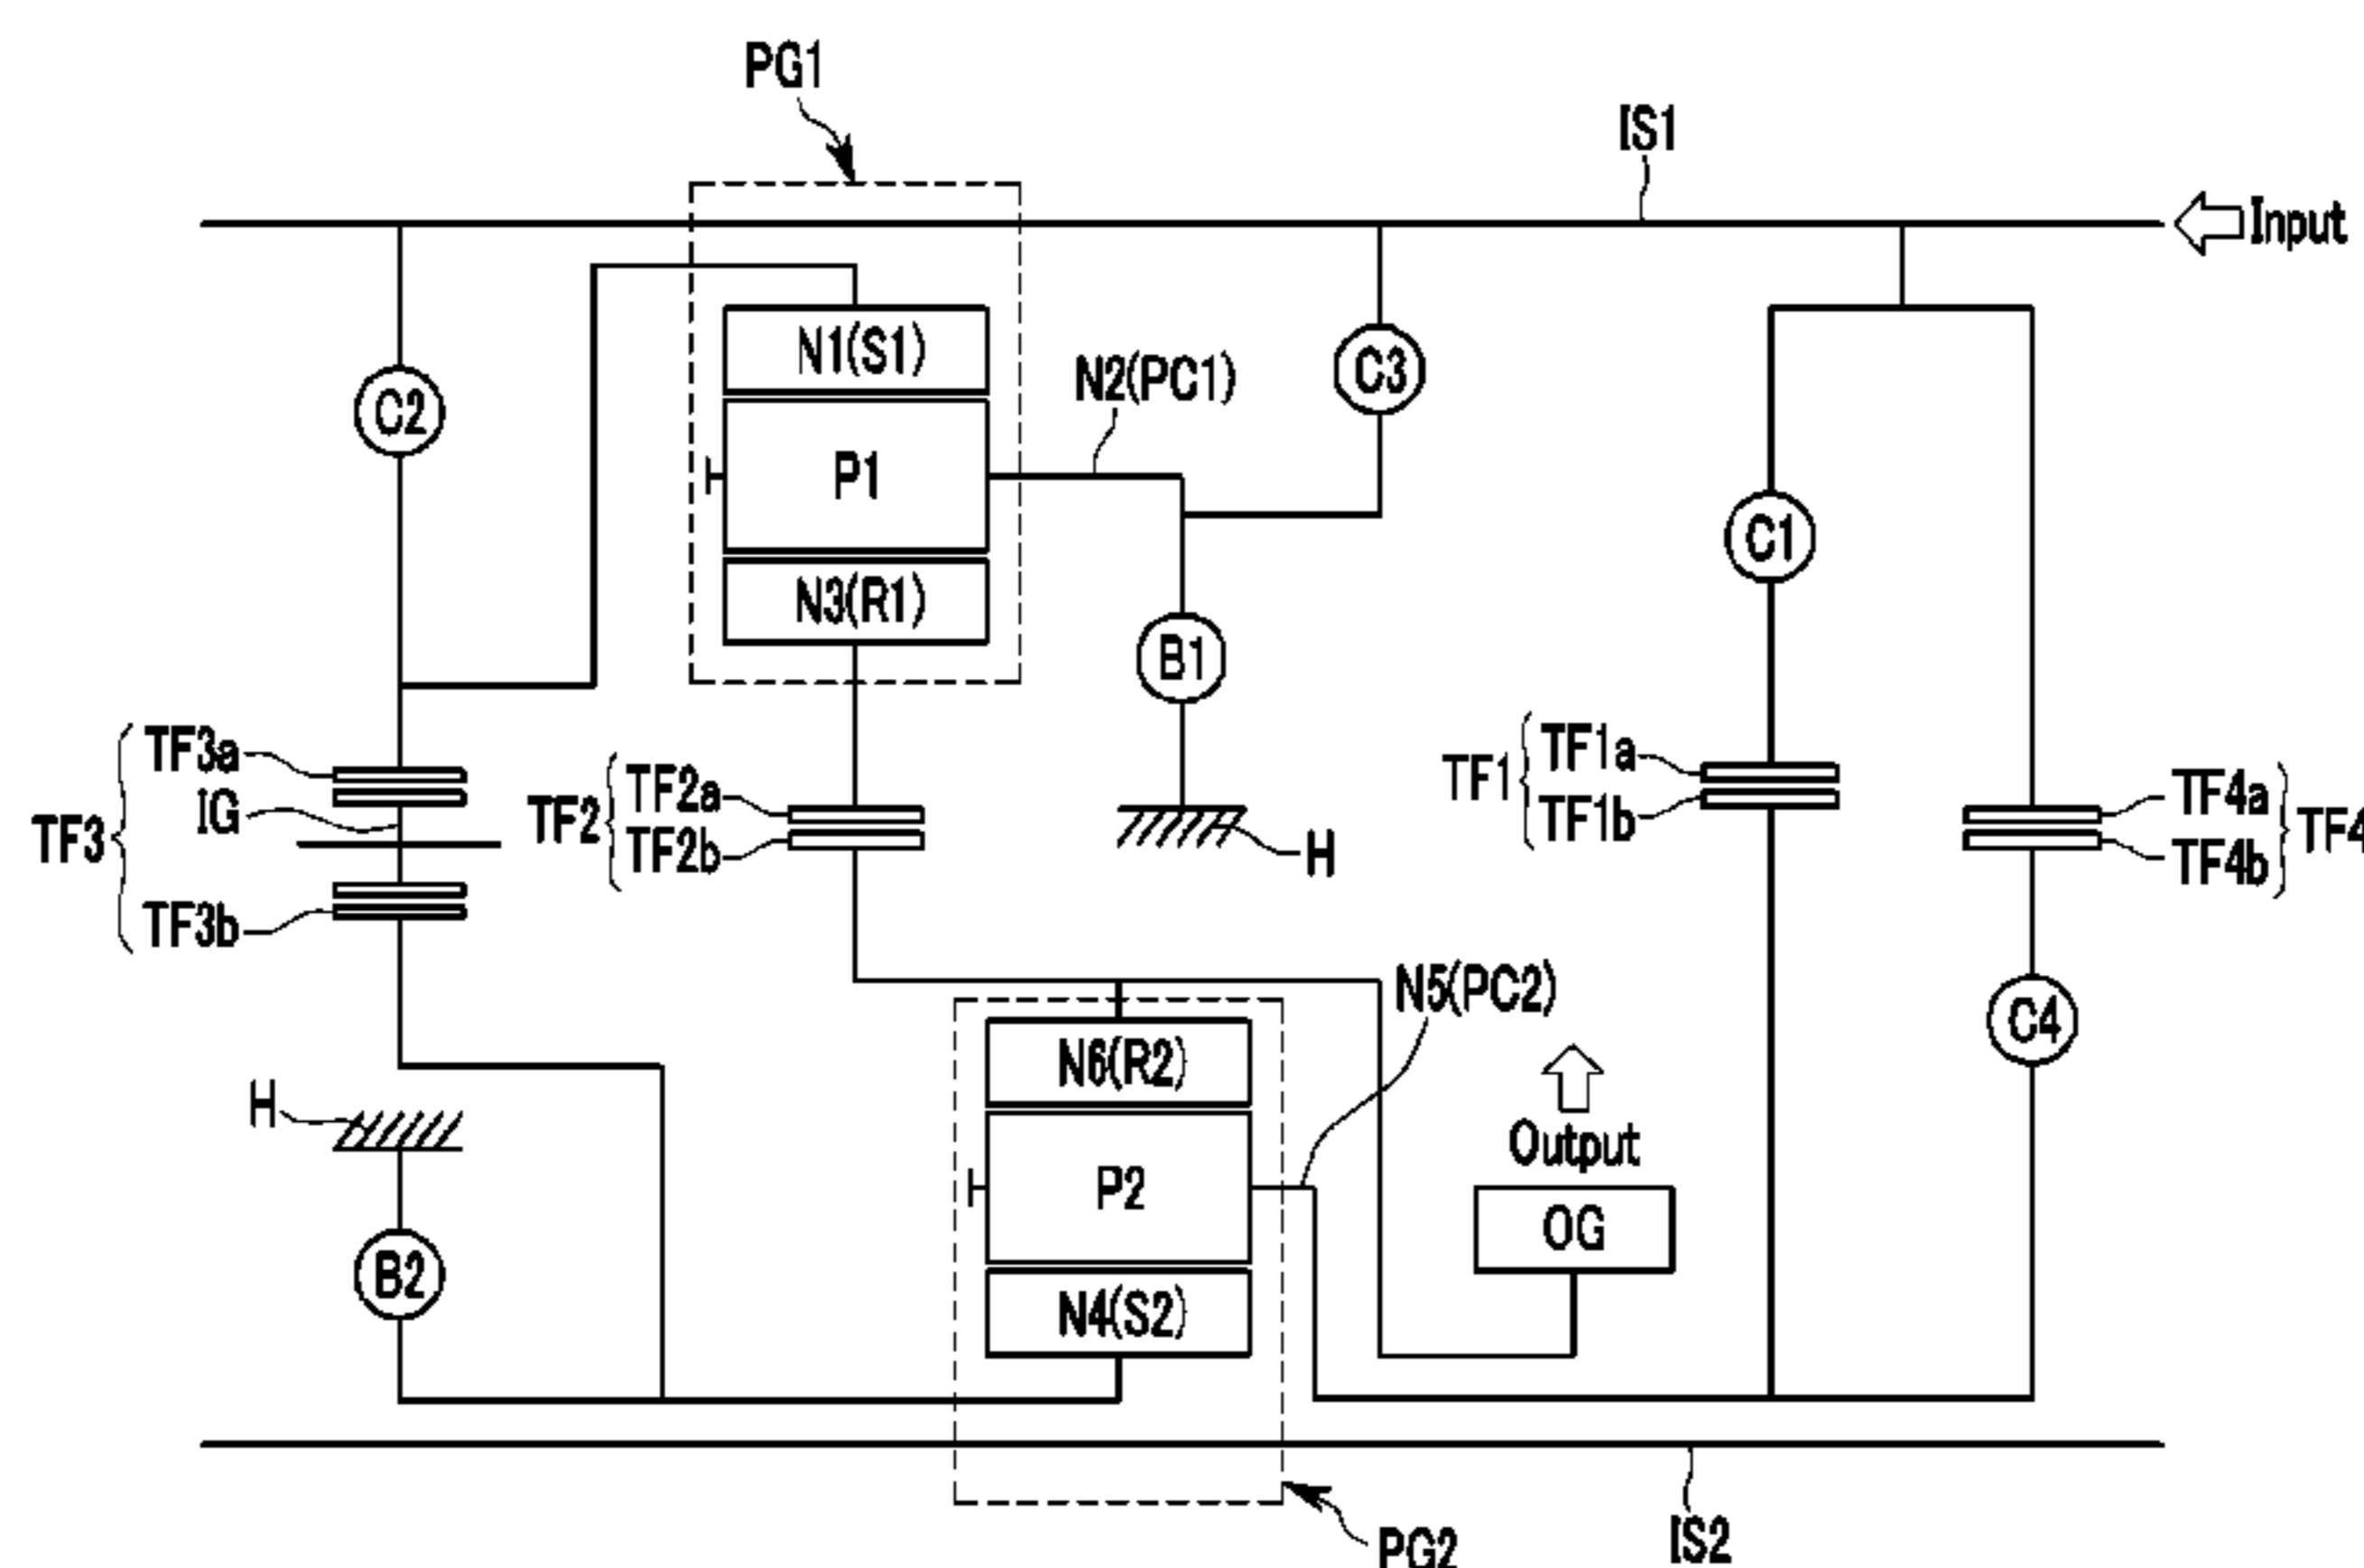 PG1
IS1
Input
N1(S1)
C2
N2(PC1)
C3
P1
C1
N3(R1)
B1
TF3a
IG
TF3
TF3b
TF2a
TF2
TF2b
H
TF1a
TF1
TF1b
TF4a
TF4
TF4b
N5(PC2)
C4
N6(R2)
H
Output
P2
OG
B2
N4(S2)
IS2
PG2